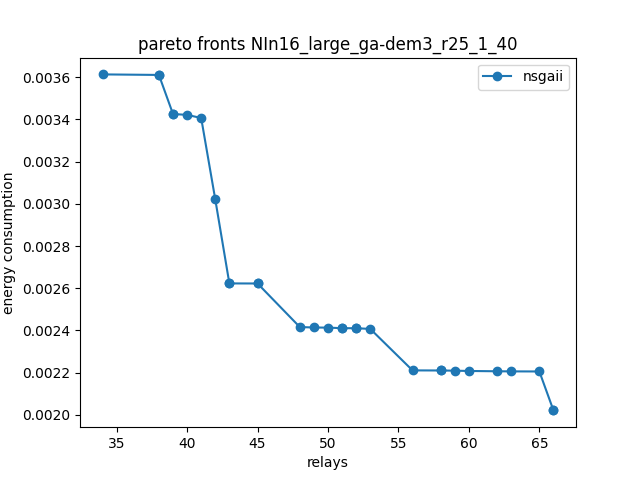 pareto fronts NIn16_large_ga-dem3_r25_1_40
nsgaii
energy consumption
0.0036
0.0034
0.0032
0.0030
0.0028
0.0026
0.0024
0.0022
0.0020
35 40 45 50 55 60 65
relays